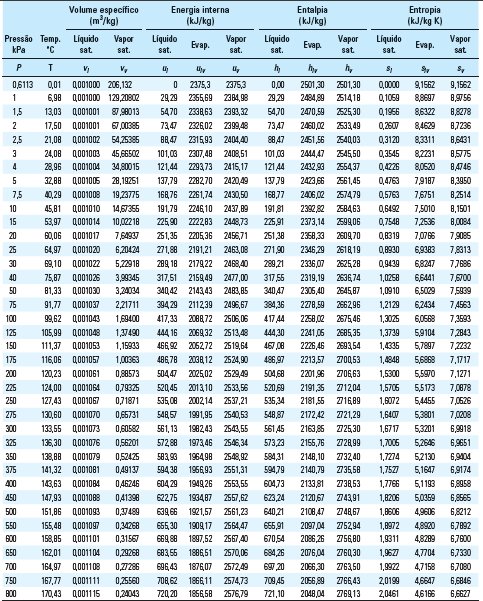 Volume específico Energia interna Entalpia Entropia
(m³/kg) (kJ/kg) (kJ/kg) (kJ/kg K)
Pressão Temp. Líquido Vapor Líquido Evap. Vapor Líquido Evap. Vapor Líquido Evap. Vapor
kPa °C sat. sat. sat. sat. sat. sat. sat. sat.
P T vl vv ul ulv uv hl hlv hv sl slv sv
0,6113 0,01 0,001000 206,132 0 2375,3 2375,3 0,00 2501,30 2501,30 0,0000 9,1562 9,1562
1 6,98 0,001000 129,20802 29,29 2355,69 2384,98 29,29 2484,89 2514,18 0,1059 8,8697 8,9756
1,5 13,03 0,001001 87,98013 54,70 2338,63 2393,32 54,70 2470,59 2525,30 0,1956 8,6322 8,8278
2 17,50 0,001001 67,00385 73,47 2326,02 2399,48 73,47 2460,02 2533,49 0,2607 8,4629 8,7236
2,5 21,08 0,001002 54,25385 88,47 2315,93 2404,40 88,47 2451,56 2540,03 0,3120 8,3311 8,6431
3 24,08 0,001003 45,66502 101,03 2307,48 2408,51 101,03 2444,47 2545,50 0,3545 8,2231 8,5775
4 28,96 0,001004 34,80015 121,44 2293,73 2415,17 121,44 2432,93 2554,37 0,4226 8,0520 8,4746
5 32,88 0,001005 28,19251 137,79 2282,70 2420,49 137,79 2423,66 2561,45 0,4763 7,9187 8,3950
7,5 40,29 0,001008 19,23775 168,76 2261,74 2430,50 168,77 2406,02 2574,79 0,5763 7,6751 8,2514
10 45,81 0,001010 14,67355 191,79 2246,10 2437,89 191,81 2392,82 2584,63 0,6492 7,5010 8,1501
15 53,97 0,001014 10,02218 225,90 2222,83 2448,73 225,91 2373,14 2599,06 0,7548 7,2536 8,0084
20 60,06 0,001017 7,64937 251,35 2205,36 2456,71 251,38 2358,33 2609,70 0,8319 7,0766 7,9085
25 64,97 0,001020 6,20424 271,88 2191,21 2463,08 271,90 2346,29 2618,19 0,8930 6,9383 7,8313
30 69,10 0,001022 5,22918 289,18 2179,22 2468,40 289,21 2336,07 2625,28 0,9439 6,8247 7,7686
40 75,87 0,001026 3,99345 317,51 2159,49 2477,00 317,55 2319,19 2636,74 1,0258 6,6441 7,6700
50 81,33 0,001030 3,24034 340,42 2143,43 2483,85 340,47 2305,40 2645,87 1,0910 6,5029 7,5939
75 91,77 0,001037 2,21711 394,29 2112,39 2496,67 384,36 2278,59 2662,96 1,2129 6,2434 7,4563
100 99,62 0,001043 1,69400 417,33 2088,72 2506,06 417,44 2258,02 2675,46 1,3025 6,0568 7,3593
125 105,99 0,001048 1,37490 444,16 2069,32 2513,48 444,30 2241,05 2685,35 1,3739 5,9104 7,2843
150 111,37 0,001053 1,15933 466,92 2052,72 2519,64 467,08 2226,46 2693,54 1,4335 5,7897 7,2232
175 116,06 0,001057 1,00363 486,78 2038,12 2524,90 486,97 2213,57 2700,53 1,4848 5,6868 7,1717
200 120,23 0,001061 0,88573 504,47 2025,02 2529,49 504,68 2201,96 2706,63 1,5300 5,5970 7,1271
225 124,00 0,001064 0,79325 520,45 2013,10 2533,56 520,69 2191,35 2712,04 1,5705 5,5173 7,0878
250 127,43 0,001067 0,71871 535,08 2002,14 2537,21 535,34 2181,55 2716,89 1,6072 5,4455 7,0526
275 130,60 0,001070 0,65731 548,57 1991,95 2540,53 548,87 2172,42 2721,29 1,6407 5,3801 7,0208
300 133,55 0,001073 0,60582 561,13 1982,43 2543,55 561,45 2163,85 2725,30 1,6717 5,3201 6,9918
325 136,30 0,001076 0,56201 572,88 1973,46 2546,34 573,23 2155,76 2728,99 1,7005 5,2646 6,9651
350 138,88 0,001079 0,52425 583,93 1964,98 2548,92 584,31 2148,10 2732,40 1,7274 5,2130 6,9404
375 141,32 0,001081 0,49137 594,38 1956,93 2551,31 594,79 2140,79 2735,58 1,7527 5,1647 6,9174
400 143,63 0,001084 0,46246 604,29 1949,26 2553,55 604,73 2133,81 2738,53 1,7766 5,1193 6,8958
450 147,93 0,001088 0,41398 622,75 1934,87 2557,62 623,24 2120,67 2743,91 1,8206 5,0359 6,8565
500 151,86 0,001093 0,37489 639,66 1921,57 2561,23 640,21 2108,47 2748,67 1,8606 4,9606 6,8212
550 155,48 0,001097 0,34268 655,30 1909,17 2564,47 655,91 2097,04 2752,94 1,8972 4,8920 6,7892
600 158,85 0,001101 0,31567 669,88 1897,52 2567,40 670,54 2086,26 2756,80 1,9311 4,8289 6,7600
650 162,01 0,001104 0,29268 683,55 1886,51 2570,06 684,26 2076,04 2760,30 1,9627 4,7704 6,7330
700 164,97 0,001108 0,27286 696,43 1876,07 2572,49 697,20 2066,30 2763,50 1,9922 4,7158 6,7080
750 167,77 0,001111 0,25560 708,62 1866,11 2574,73 709,45 2056,89 2766,43 2,0199 4,6647 6,6846
800 170,43 0,001115 0,24043 720,20 1856,58 2576,79 721,10 2048,04 2769,13 2,0461 4,6166 6,6627